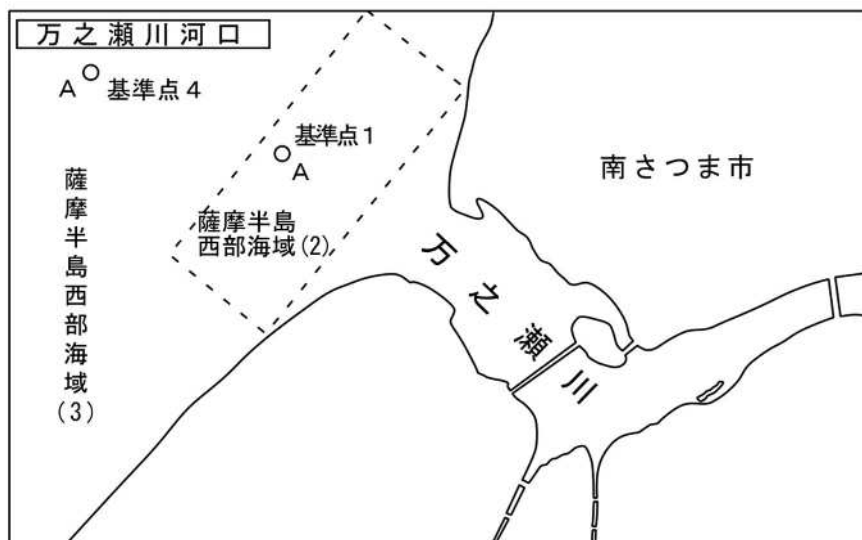 万之瀬川河口
A 基準点4
基準点1
A
薩摩半島
西部海域(2)
薩摩半島西部海域(3)
南さつま市
万之瀬川